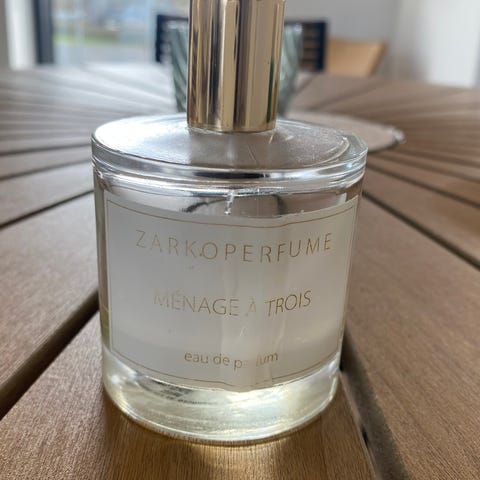 ZARKOPERFUME
MÉNAGE À TROIS
eau de parfum